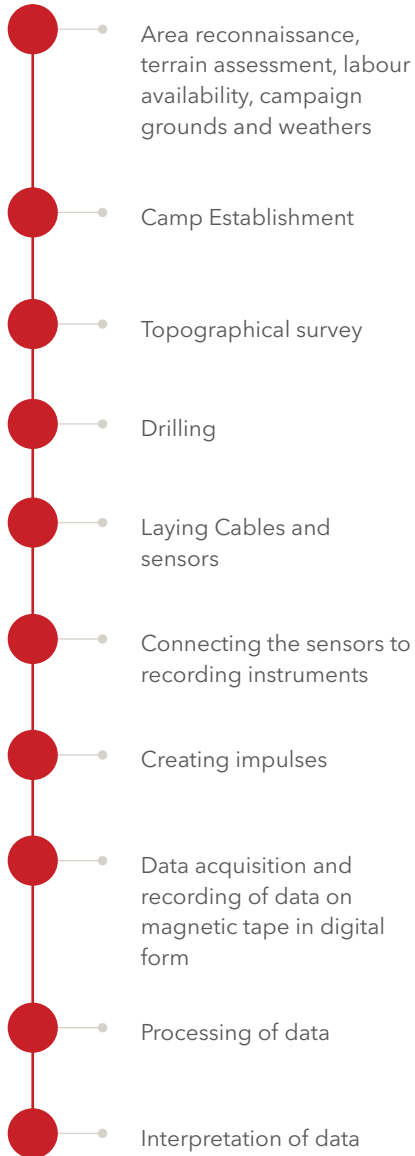 Area reconnaissance,
terrain assessment, labour
availability, campaign
grounds and weathers
Camp Establishment
Topographical survey
Drilling
Laying Cables and
sensors
Connecting the sensors to
recording instruments
Creating impulses
Data acquisition and
recording of data on
magnetic tape in digital
form
Processing of data
Interpretation of data